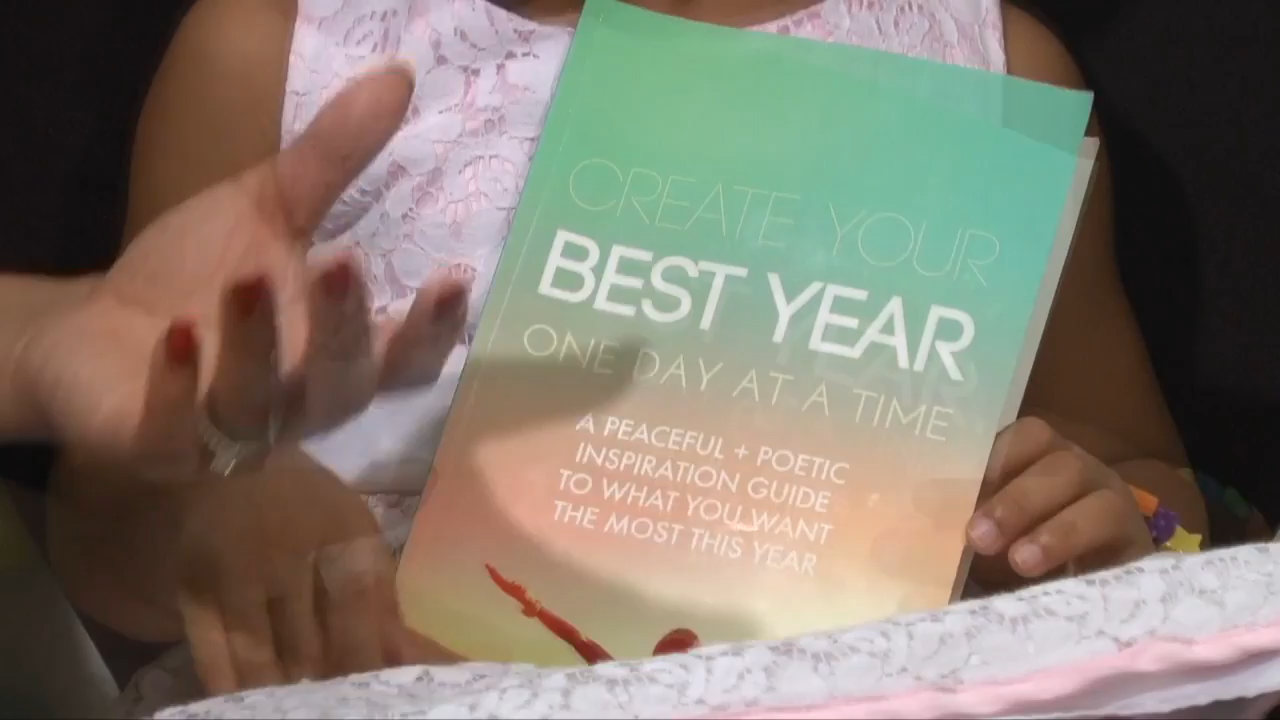 CREATE YOUR
BEST YEAR
ONE DAY AT A TIME
A PEACEFUL + POETIC
INSPIRATION GUIDE
TO WHAT YOU WANT
THE MOST THIS YEAR